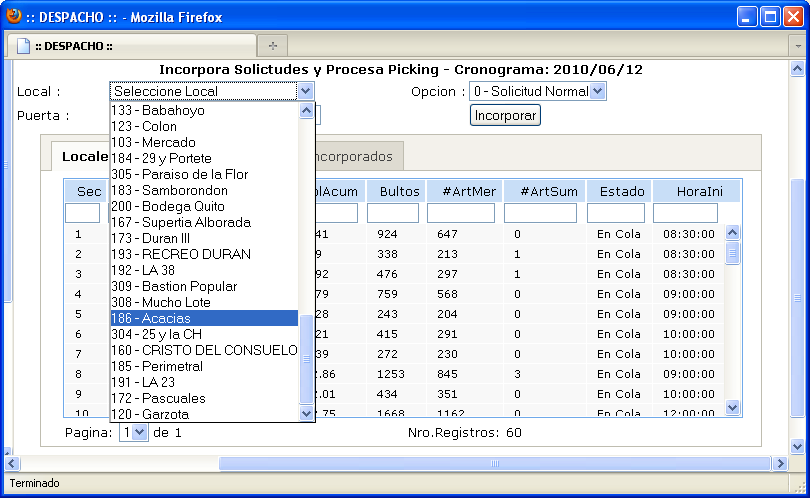 :: DESPACHO :: - Mozilla Firefox
:: DESPACHO ::
Incorpora Solictudes y Procesa Picking - Cronograma: 2010/06/12
Local : Seleccione Local Opcion : 0 - Solicitud Normal
Puerta : Incorporar
133 - Babahoyo
123 - Colon
103 - Mercado
184 - 29 y Portete
305 - Paraiso de la Flor
183 - Samborondon
200 - Bodega Quito
167 - Supertia Alborada
173 - Duran III
193 - RECREO DURAN
192 - LA 38
309 - Bastion Popular
308 - Mucho Lote
186 - Acacias
304 - 25 y la CH
160 - CRISTO DEL CONSUELO
185 - Perimetral
191 - LA 23
172 - Pascuales
120 - Garzota
Locale ncorporados
Sec olAcum Bultos #ArtMer #ArtSum Estado HoraIni
1 41 924 647 0 En Cola 08:30:00
2 9 338 213 1 En Cola 08:30:00
3 92 476 297 1 En Cola 08:30:00
4 79 759 568 0 En Cola 09:00:00
5 28 243 204 0 En Cola 09:00:00
6 21 415 291 0 En Cola 10:00:00
7 39 272 230 0 En Cola 10:00:00
8 2.86 1253 845 3 En Cola 09:00:00
9 2.01 434 351 0 En Cola 10:00:00
10 2.75 1668 1162 0 En Cola 12:00:00
Pagina: 1 de 1 Nro.Registros: 60
Terminado